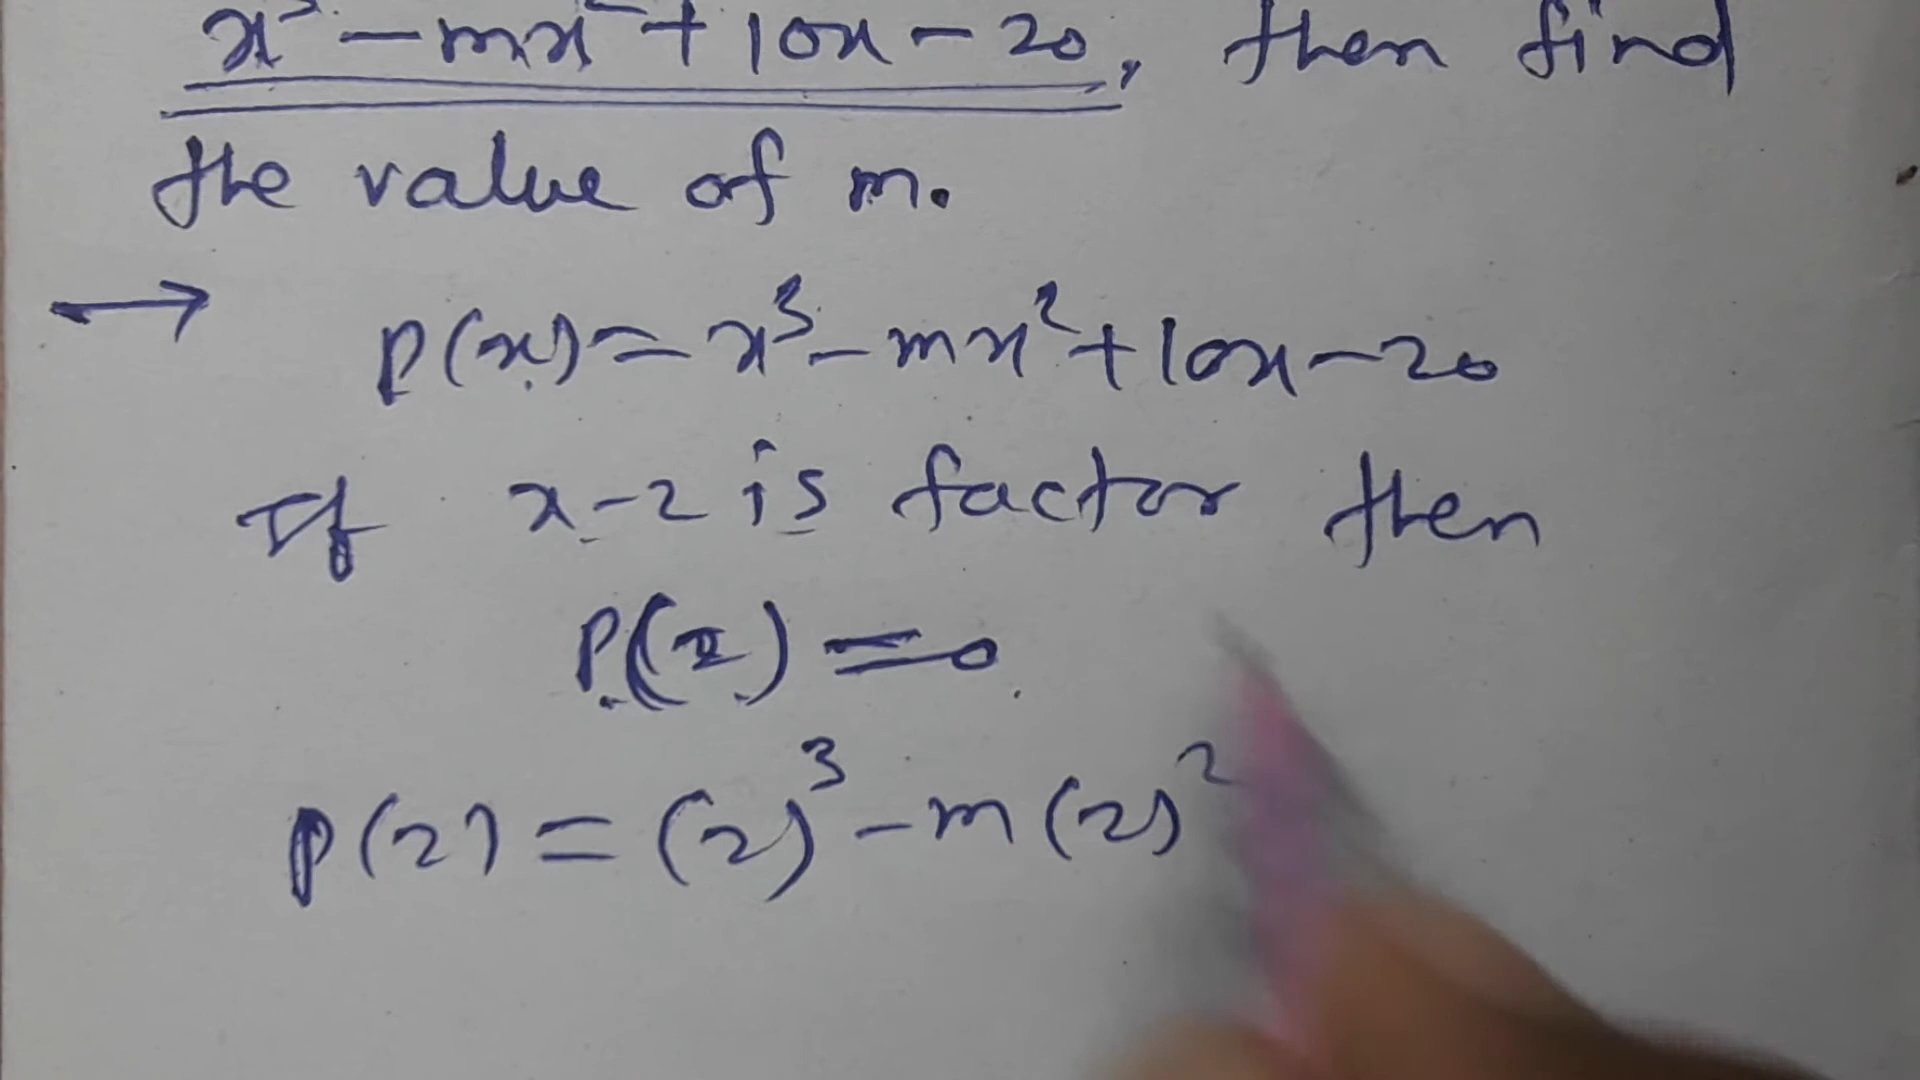 x³ - mx² + 10x - 20, then find
the value of m.
→ P(x) = x³ - mx² + 10x - 20
If x-2 is factor then
P(2) = 0
P(2) = (2)³ - m(2)²